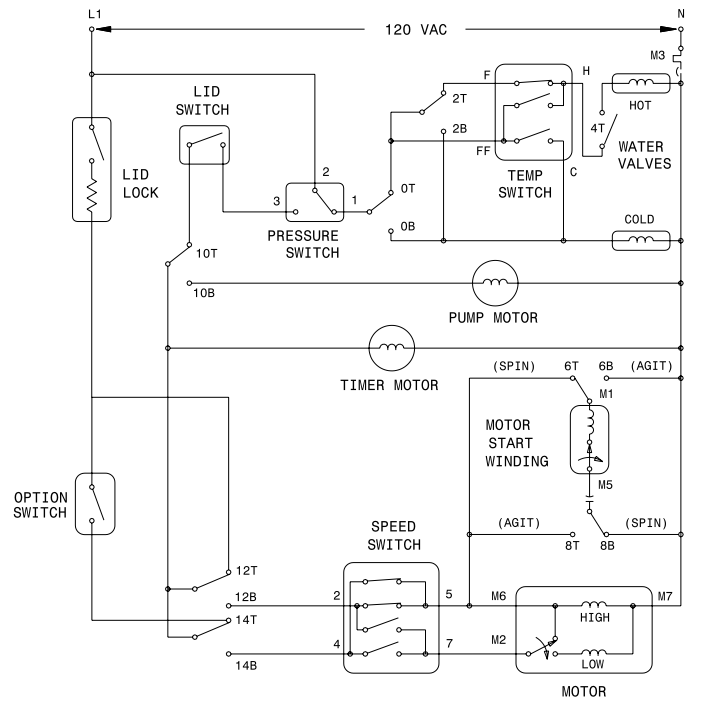 L1
N
120 VAC
M3
F
H
2T
HOT
LID
SWITCH
2B
4T
WATER
VALVES
FF
C
LID
LOCK
2
TEMP
SWITCH
3
1
0T
0B
COLD
PRESSURE
SWITCH
10T
10B
PUMP MOTOR
TIMER MOTOR
(SPIN)
6T
6B
(AGIT)
M1
MOTOR
START
WINDING
M5
OPTION
SWITCH
SPEED
SWITCH
(AGIT)
(SPIN)
8T
8B
12T
12B
2
5
M6
M7
14T
HIGH
4
7
M2
14B
LOW
MOTOR